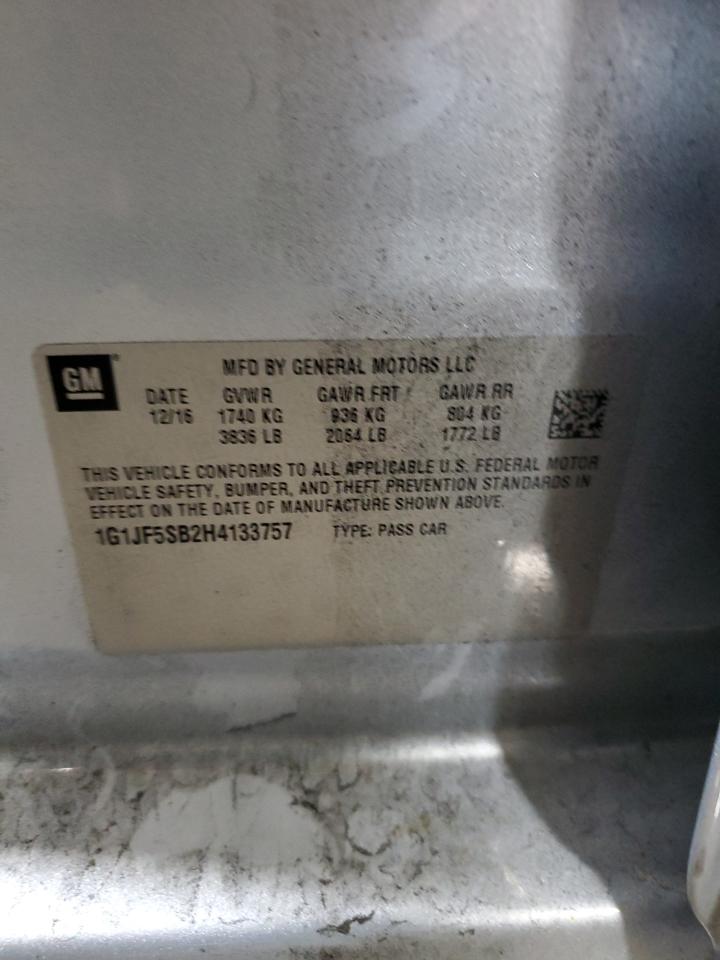 GM
MFD BY GENERAL MOTORS LLC
DATE GVWR GAWR FRT GAWR RR
12/16 1740 KG 936 KG 804 KG
3836 LB 2064 LB 1772 LB
THIS VEHICLE CONFORMS TO ALL APPLICABLE U.S. FEDERAL MOTOR
VEHICLE SAFETY, BUMPER, AND THEFT PREVENTION STANDARDS IN
EFFECT ON THE DATE OF MANUFACTURE SHOWN ABOVE.
1G1JF5SB2H4133757 TYPE: PASS CAR